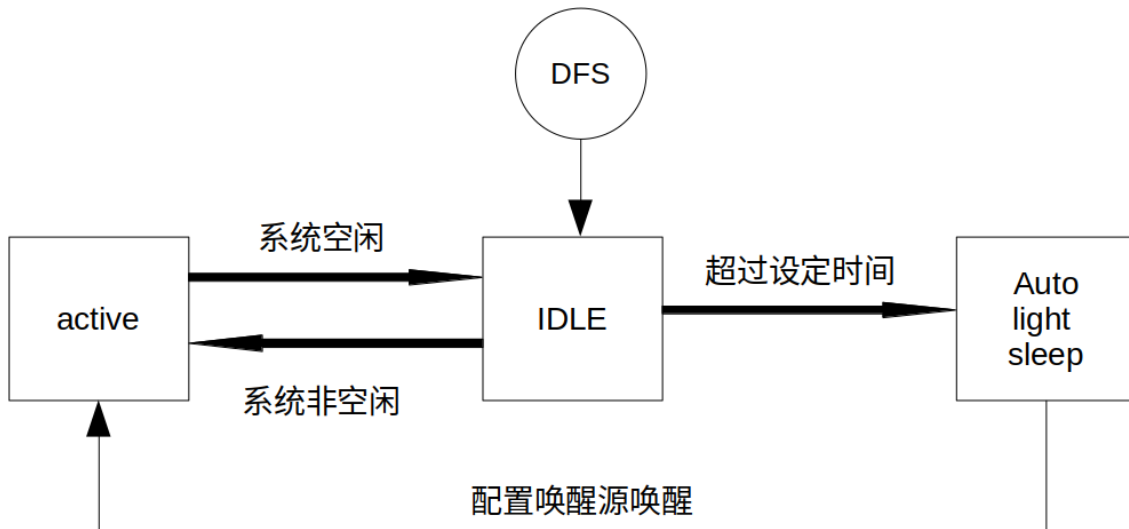 DFS
系统空闲
超过设定时间
active
IDLE
Auto
light
sleep
系统非空闲
配置唤醒源唤醒